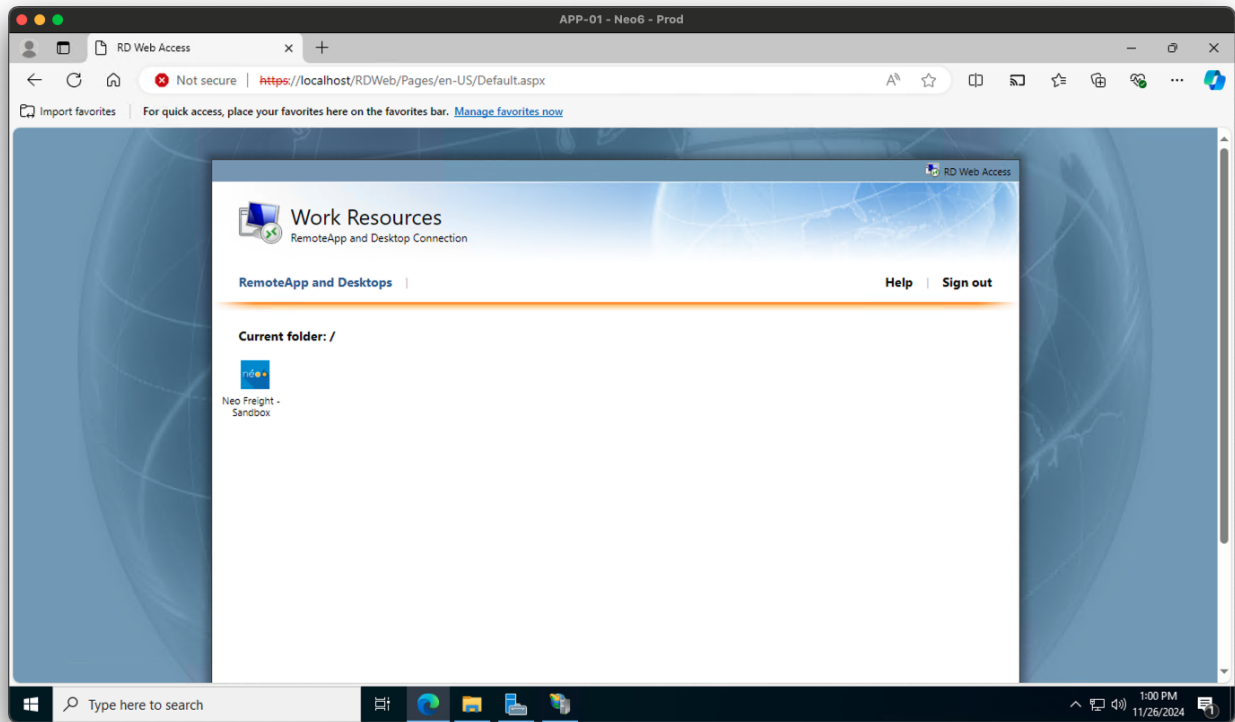 APP-01 - Neo6 - Prod
RD Web Access
Not secure
https://localhost/RDWeb/Pages/en-US/Default.aspx
Import favorites
For quick access, place your favorites here on the favorites bar. Manage favorites now
RD Web Access
Work Resources
RemoteApp and Desktop Connection
RemoteApp and Desktops
Help
Sign out
Current folder: /
néo
Neo Freight -
Sandbox
Type here to search
1:00 PM
11/26/2024
1